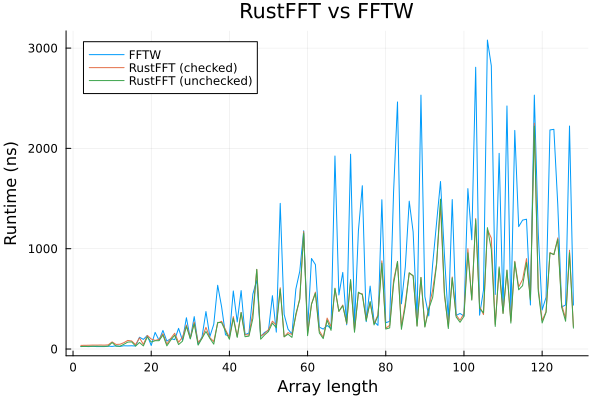 RustFFT vs FFTW
FFTW
RustFFT (checked)
RustFFT (unchecked)
Runtime (ns)
3000
2000
1000
0
0 20 40 60 80 100 120
Array length